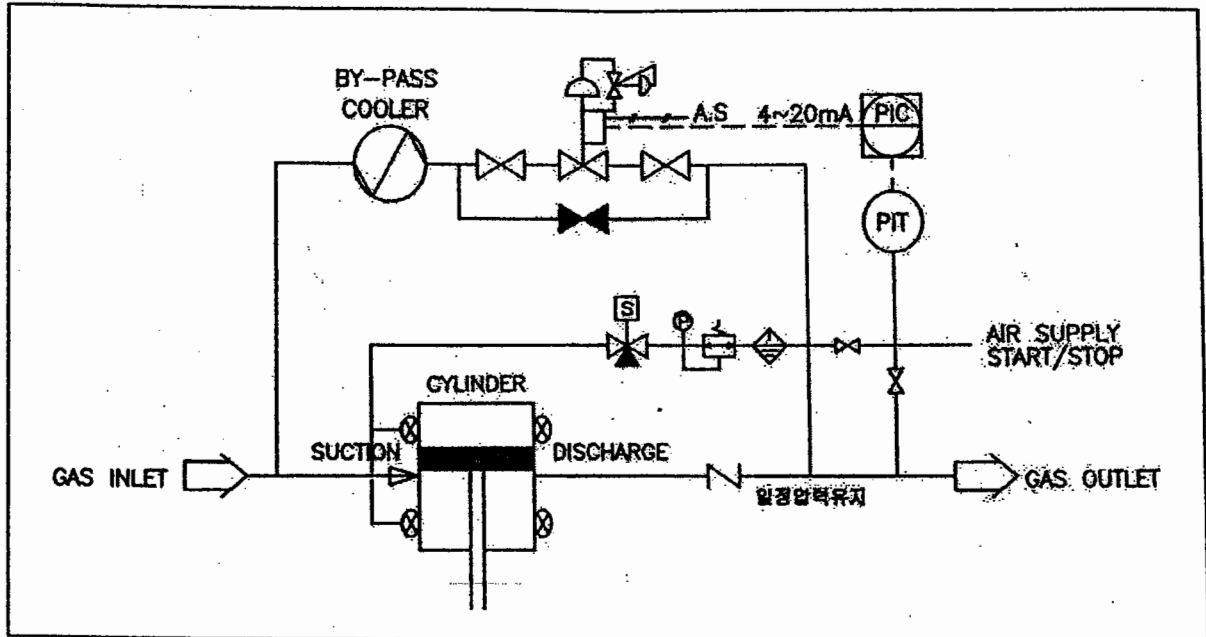 BY-PASS
COOLER
A.S
4~20mA
PIC
PIT
S
P
AIR SUPPLY
START/STOP
CYLINDER
SUCTION
DISCHARGE
GAS INLET
일정압력유지
GAS OUTLET